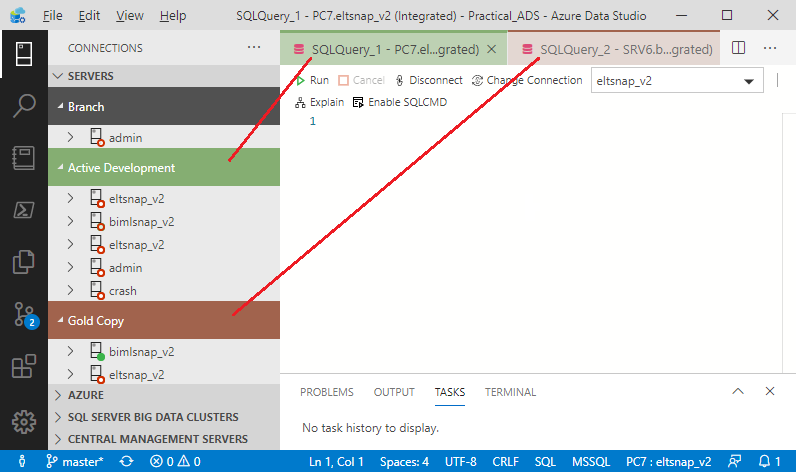 File Edit View Help SQLQuery_1 - PC7.eltsnap_v2 (Integrated) - Practical_ADS - Azure Data Studio
CONNECTIONS ...
SERVERS
Branch
admin
Active Development
eltsnap_v2
bimlsnap_v2
eltsnap_v2
admin
crash
Gold Copy
bimlsnap_v2
eltsnap_v2
AZURE
SQL SERVER BIG DATA CLUSTERS
CENTRAL MANAGEMENT SERVERS
2
SQLQuery_1 - PC7.el...grated) SQLQuery_2 - SRV6.b...grated) ...
Run Cancel Disconnect Change Connection eltsnap_v2
Explain Enable SQLCMD
1
PROBLEMS OUTPUT TASKS TERMINAL
No task history to display.
master* 0 0 Ln 1, Col 1 Spaces: 4 UTF-8 CRLF SQL MSSQL PC7 : eltsnap_v2 1